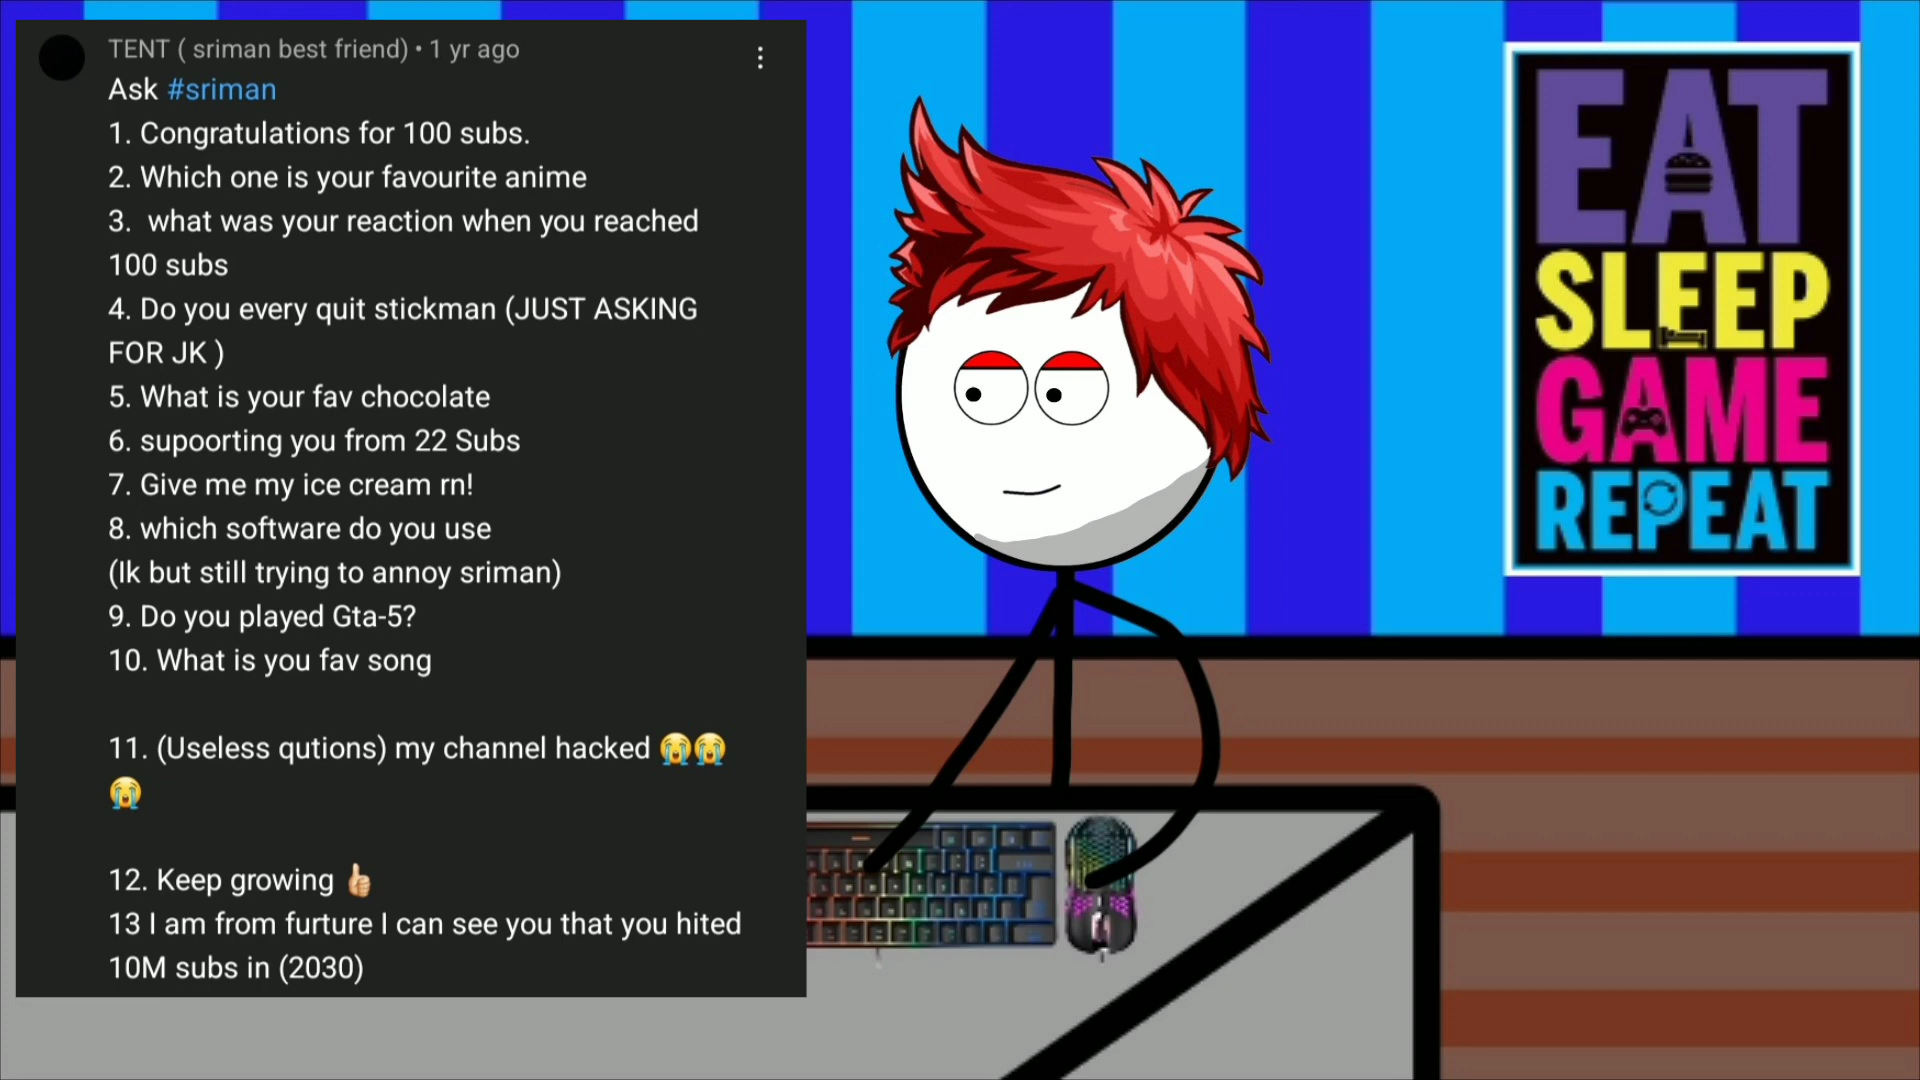 TENT ( sriman best friend) • 1 yr ago
Ask #sriman
1. Congratulations for 100 subs.
2. Which one is your favourite anime
3.  what was your reaction when you reached
100 subs
4. Do you every quit stickman (JUST ASKING
FOR JK )
5. What is your fav chocolate
6. supoorting you from 22 Subs
7. Give me my ice cream rn!
8. which software do you use
(Ik but still trying to annoy sriman)
9. Do you played Gta-5?
10. What is you fav song
11. (Useless qutions) my channel hacked 😭😭
😭
12. Keep growing 👍🏻
13 I am from furture I can see you that you hited
10M subs in (2030)
EAT
SLEEP
GAME
REPEAT